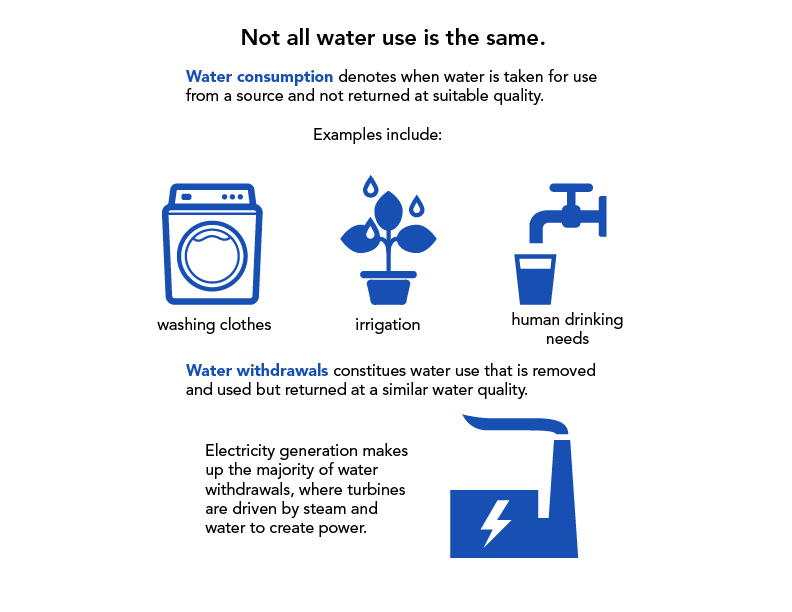 Not all water use is the same.
Water consumption denotes when water is taken for use
from a source and not returned at suitable quality.
Examples include:
washing clothes
irrigation
human drinking
needs
Water withdrawals constitues water use that is removed
and used but returned at a similar water quality.
Electricity generation makes
up the majority of water
withdrawals, where turbines
are driven by steam and
water to create power.